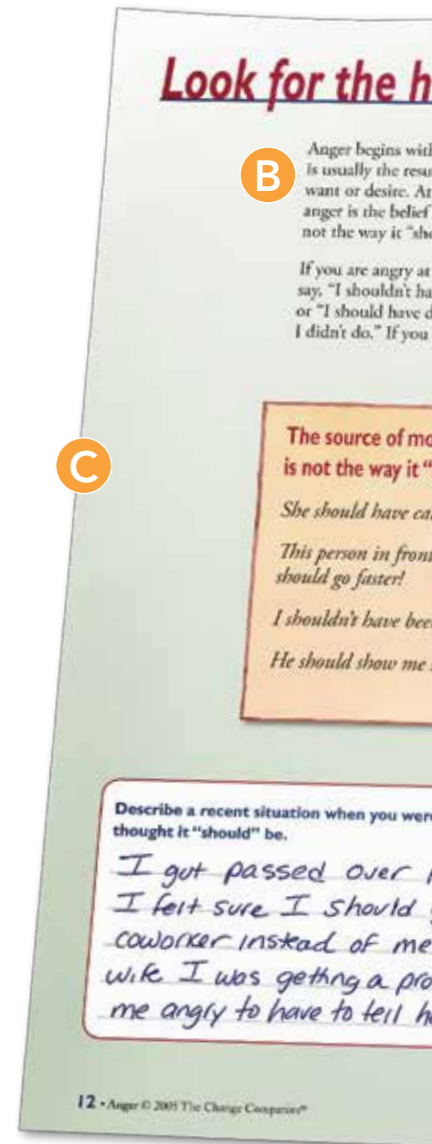 Look for the h
B
Anger begins with
is usually the resu
want or desire. At
anger is the belief
not the way it "sho
If you are angry at
say, "I shouldn't ha
or "I should have d
I didn't do." If you
C
The source of mo
is not the way it "
She should have ca
This person in front
should go faster!
I shouldn't have bee
He should show me
Describe a recent situation when you were
thought it "should" be.
I got passed over
I felt sure I should
coworker instead of me
wife I was getting a pro
me angry to have to tell h
12 • Anger © 2005 The Change Companies®